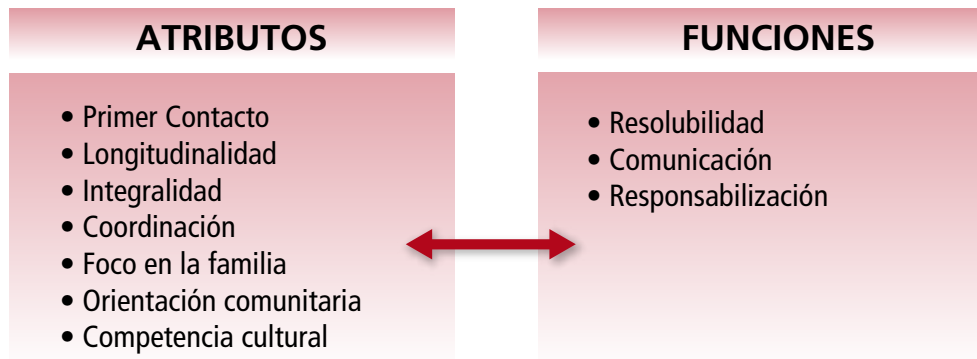 ATRIBUTOS
• Primer Contacto
• Longitudinalidad
• Integralidad
• Coordinación
• Foco en la familia
• Orientación comunitaria
• Competencia cultural
FUNCIONES
• Resolubilidad
• Comunicación
• Responsabilización